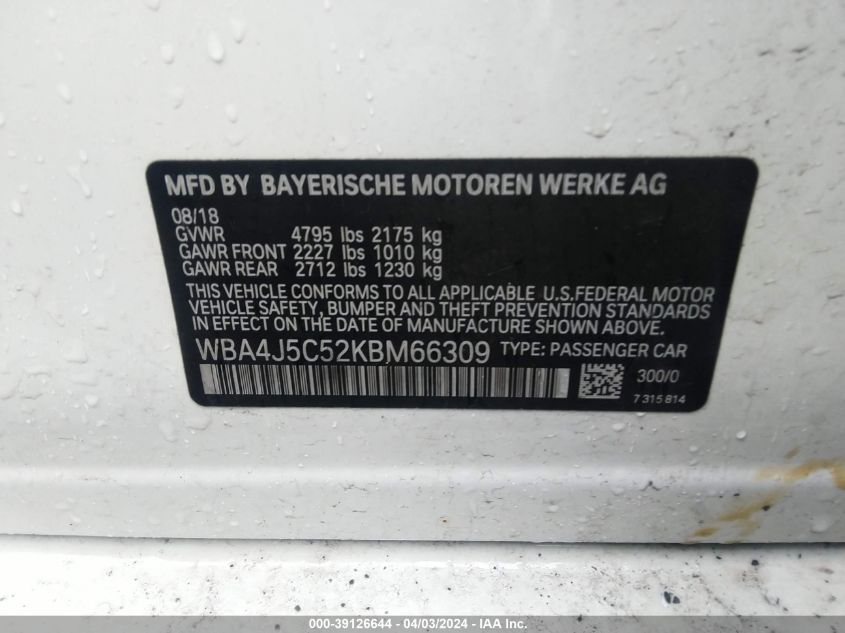 MFD BY BAYERISCHE MOTOREN WERKE AG
08/18
GVWR 4795 lbs 2175 kg
GAWR FRONT 2227 lbs 1010 kg
GAWR REAR 2712 lbs 1230 kg
THIS VEHICLE CONFORMS TO ALL APPLICABLE U.S.FEDERAL MOTOR
VEHICLE SAFETY, BUMPER AND THEFT PREVENTION STANDARDS
IN EFFECT ON THE DATE OF MANUFACTURE SHOWN ABOVE.
WBA4J5C52KBM66309 TYPE: PASSENGER CAR
300/0
7 315 814
000-39126644 - 04/03/2024 - IAA Inc.